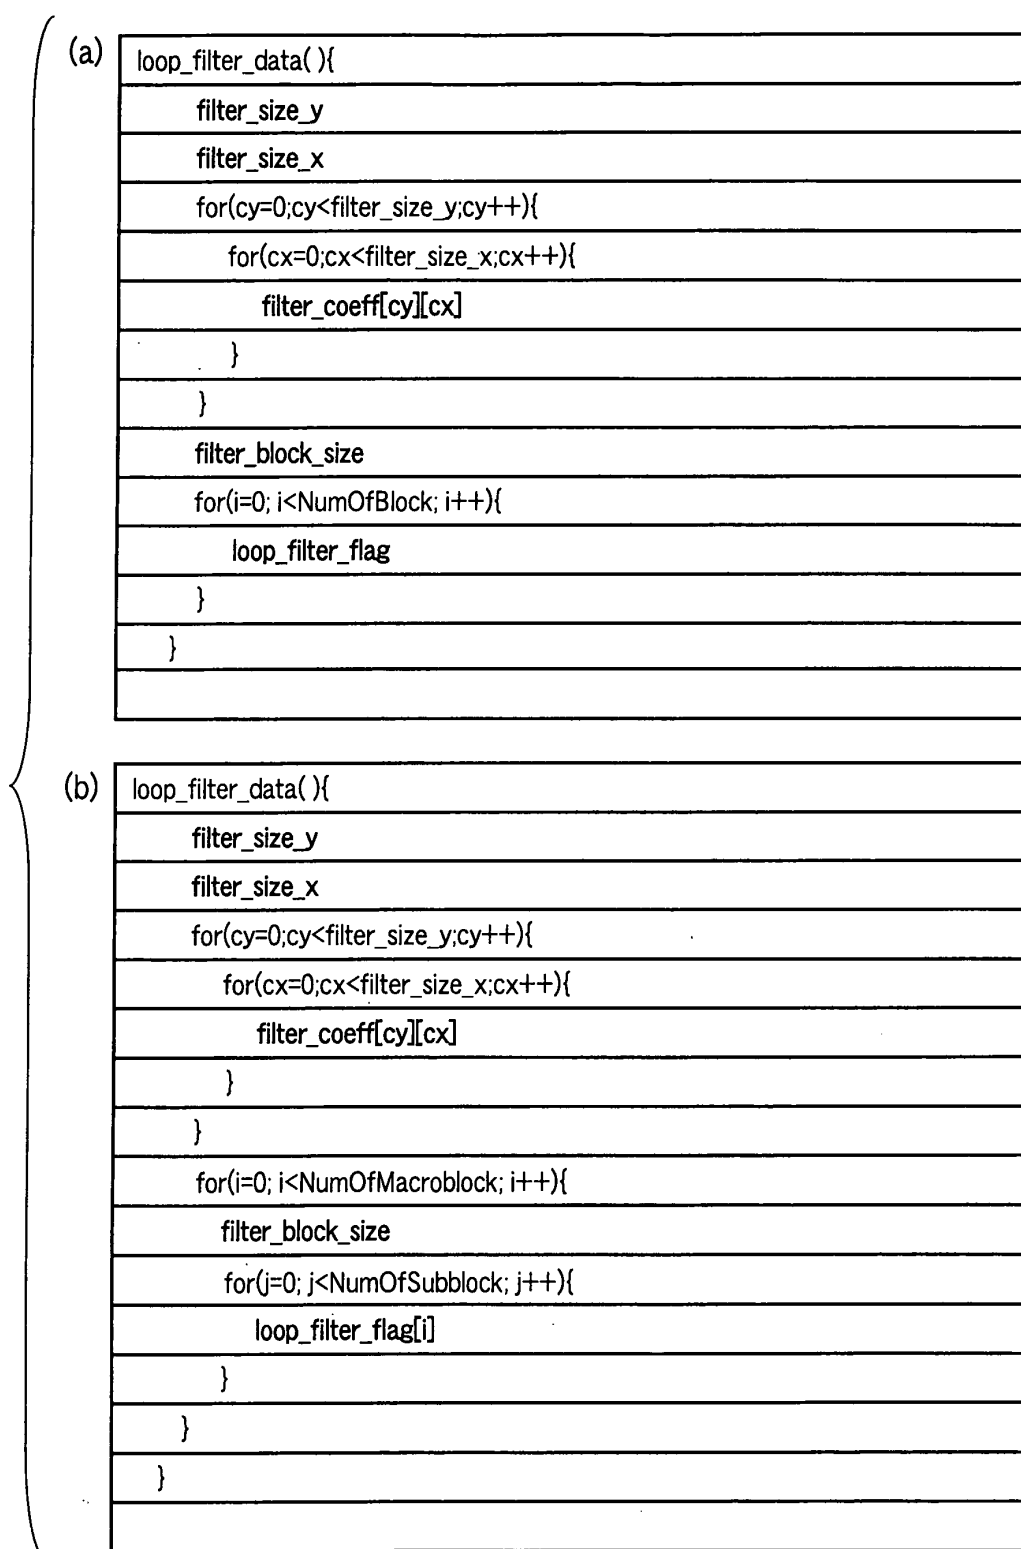 (a)
loop_filter_data( ){
filter_size_y
filter_size_x
for(cy=0;cy<filter_size_y;cy++){
for(cx=0;cx<filter_size_x;cx++){
filter_coeff[cy][cx]
}
}
filter_block_size
for(i=0; i<NumOfBlock; i++){
loop_filter_flag
}
}
(b)
loop_filter_data( ){
filter_size_y
filter_size_x
for(cy=0;cy<filter_size_y;cy++){
for(cx=0;cx<filter_size_x;cx++){
filter_coeff[cy][cx]
}
}
for(i=0; i<NumOfMacroblock; i++){
filter_block_size
for(j=0; j<NumOfSubblock; j++){
loop_filter_flag[i]
}
}
}